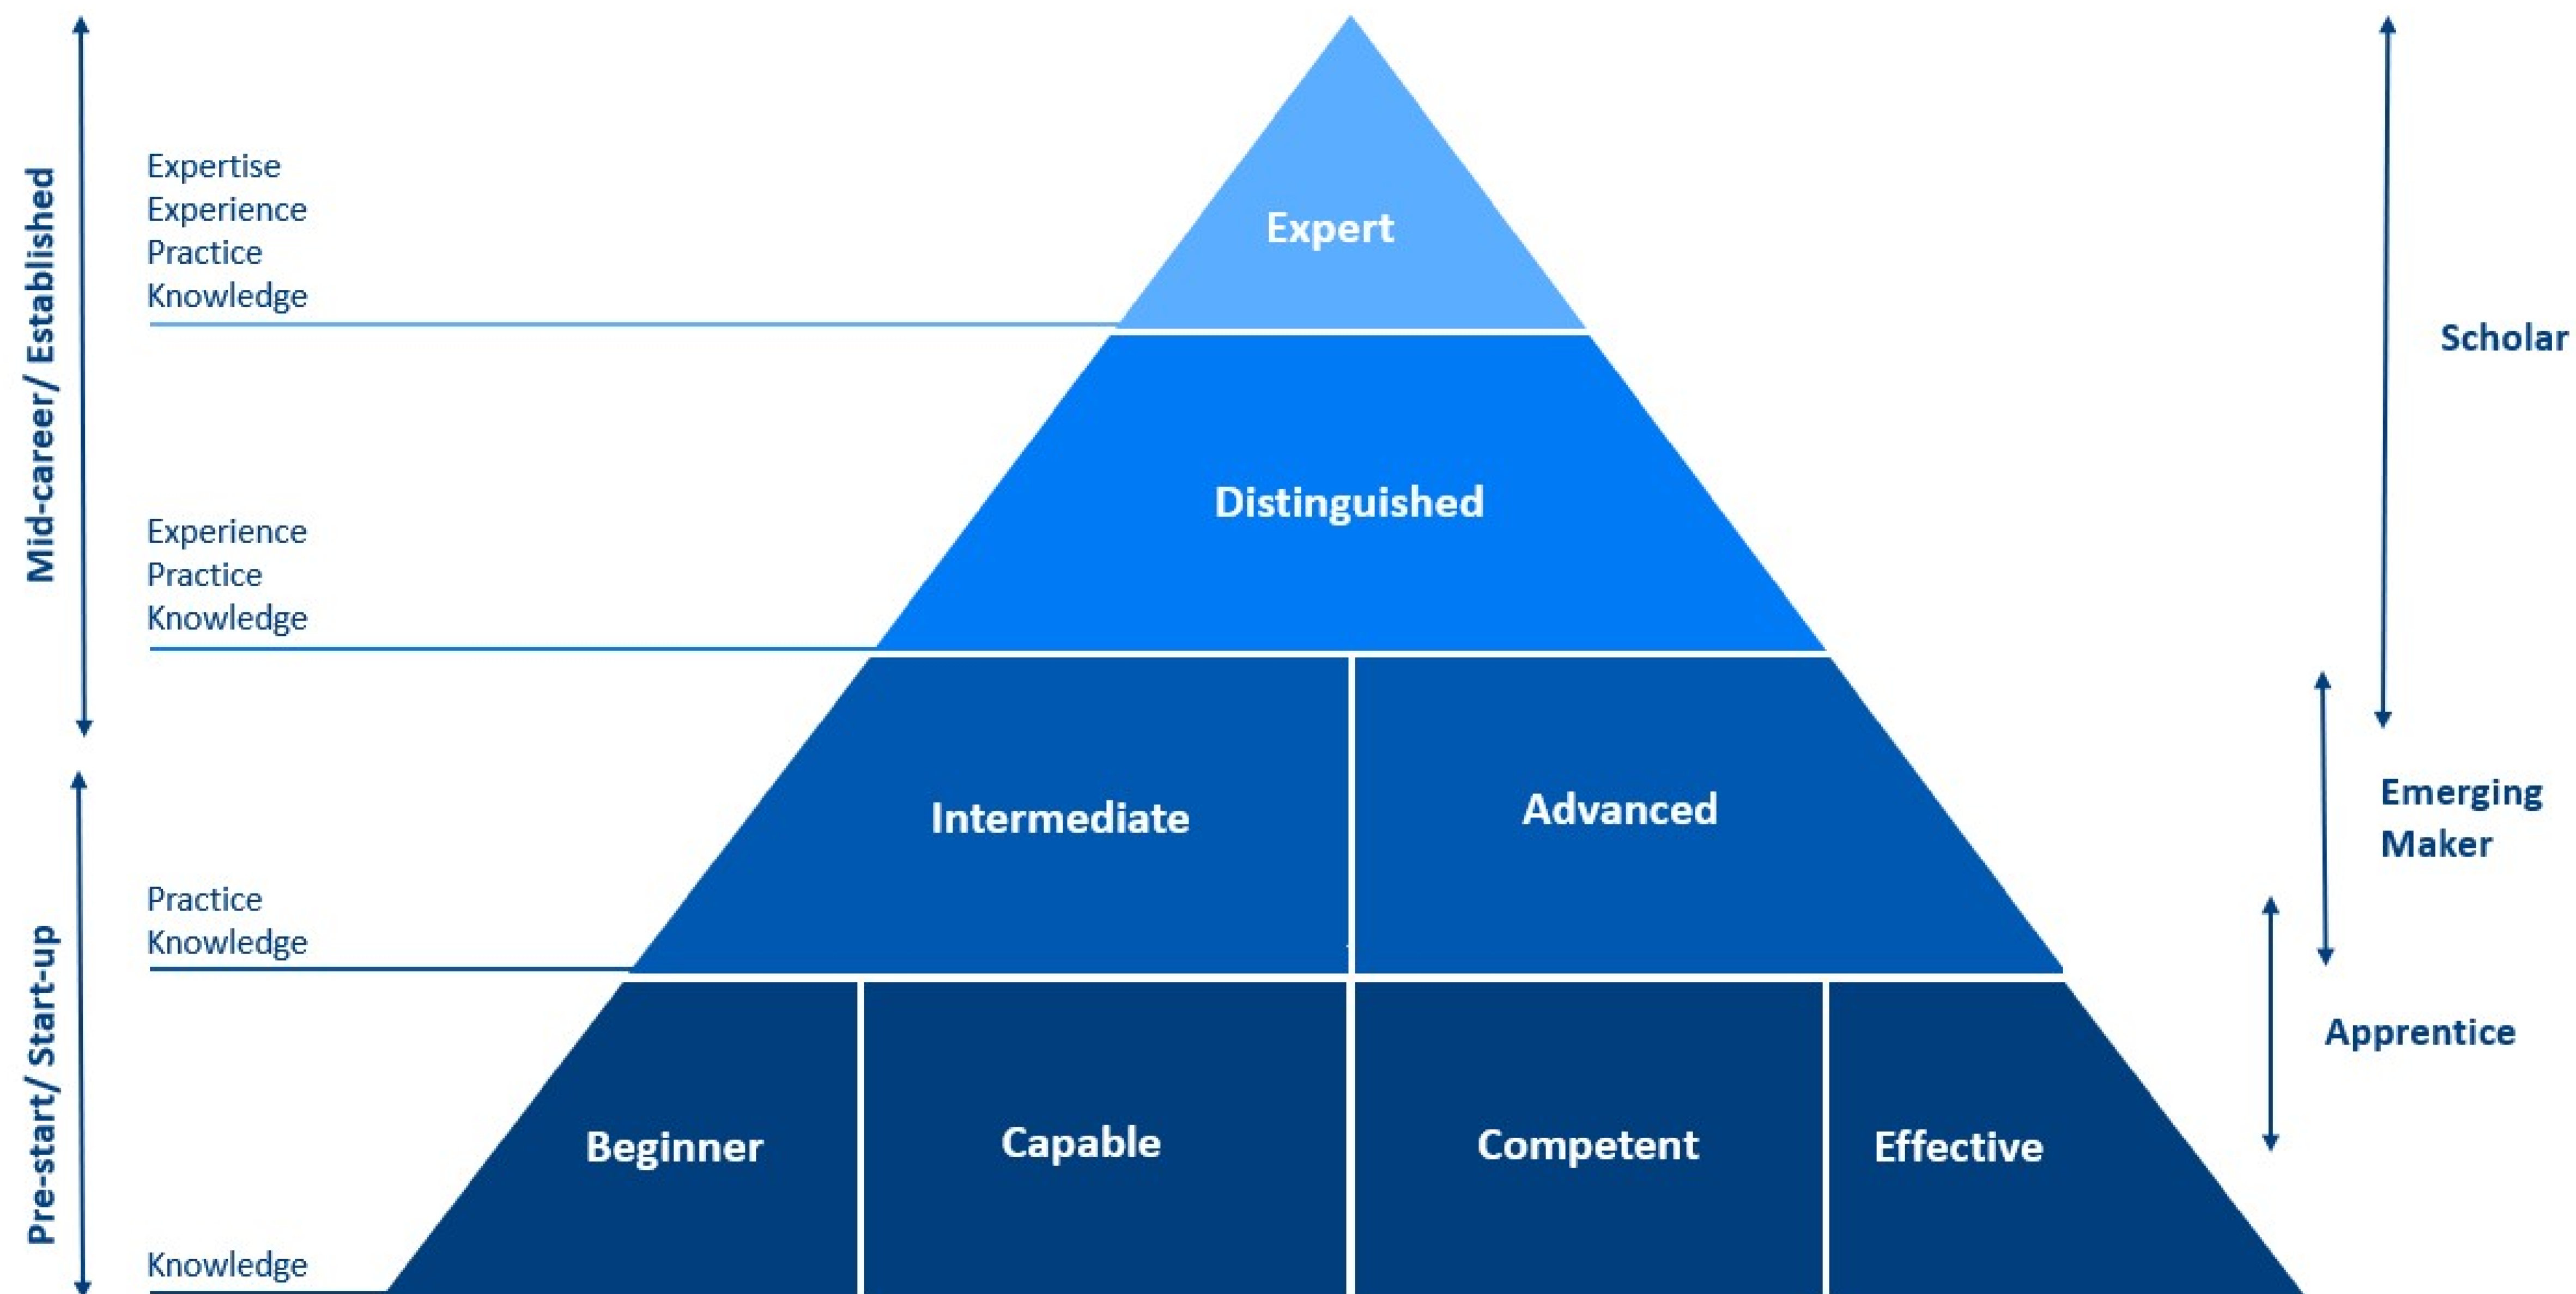 Mid-career/ Established
Expertise
Experience
Practice
Knowledge
Expert
Scholar
Distinguished
Experience
Practice
Knowledge
Intermediate
Advanced
Emerging
Maker
Pre-start/ Start-up
Practice
Knowledge
Apprentice
Beginner
Capable
Competent
Effective
Knowledge